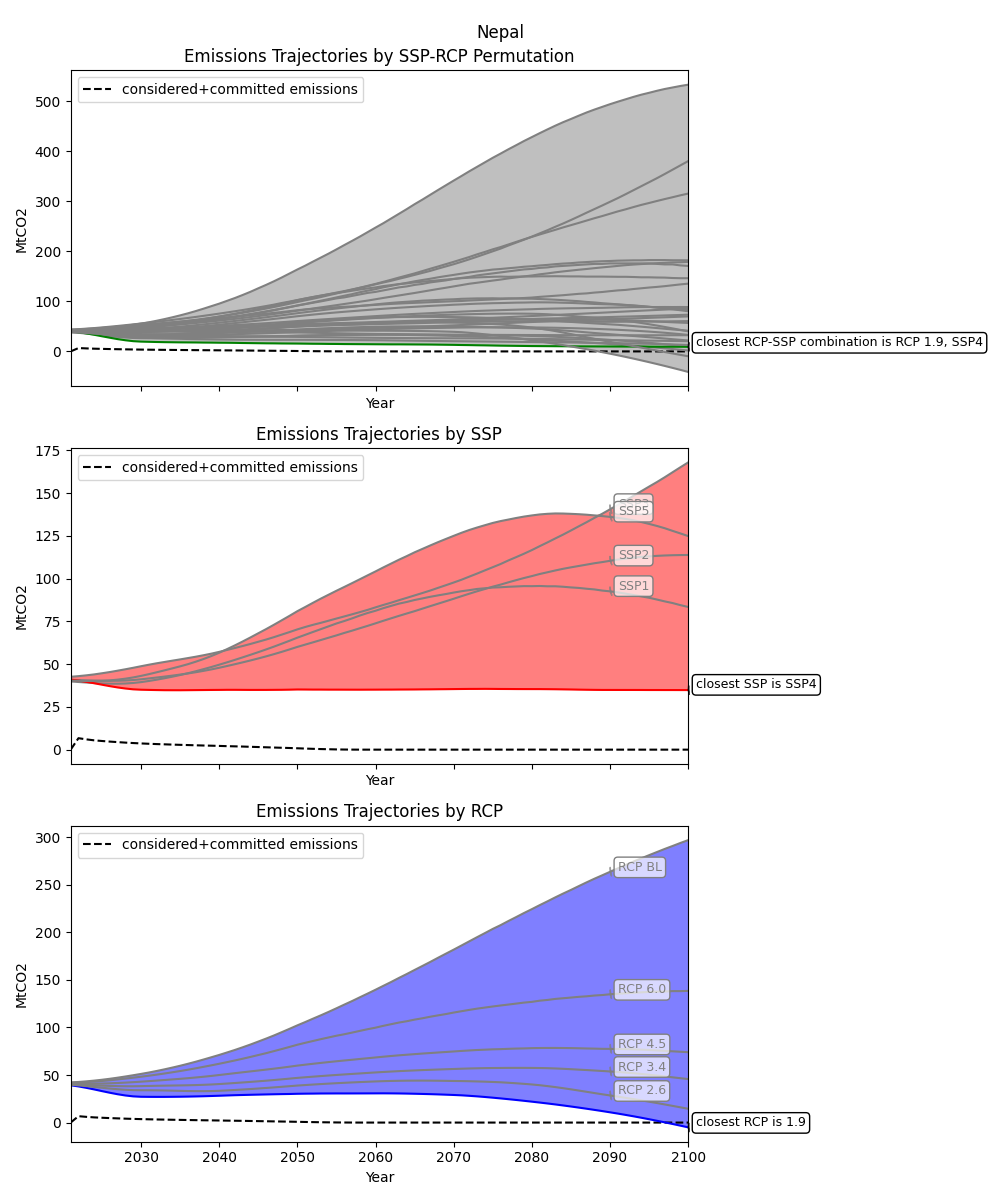 Nepal
Emissions Trajectories by SSP-RCP Permutation
considered+committed emissions
500
400
300
200
100
0
MtCO2
closest RCP-SSP combination is RCP 1.9, SSP4
Year
Emissions Trajectories by SSP
considered+committed emissions
175
150
125
100
75
50
25
0
MtCO2
SSP5
SSP2
SSP1
closest SSP is SSP4
Year
Emissions Trajectories by RCP
considered+committed emissions
300
250
200
150
100
50
0
MtCO2
RCP BL
RCP 6.0
RCP 4.5
RCP 3.4
RCP 2.6
closest RCP is 1.9
2030 2040 2050 2060 2070 2080 2090 2100
Year